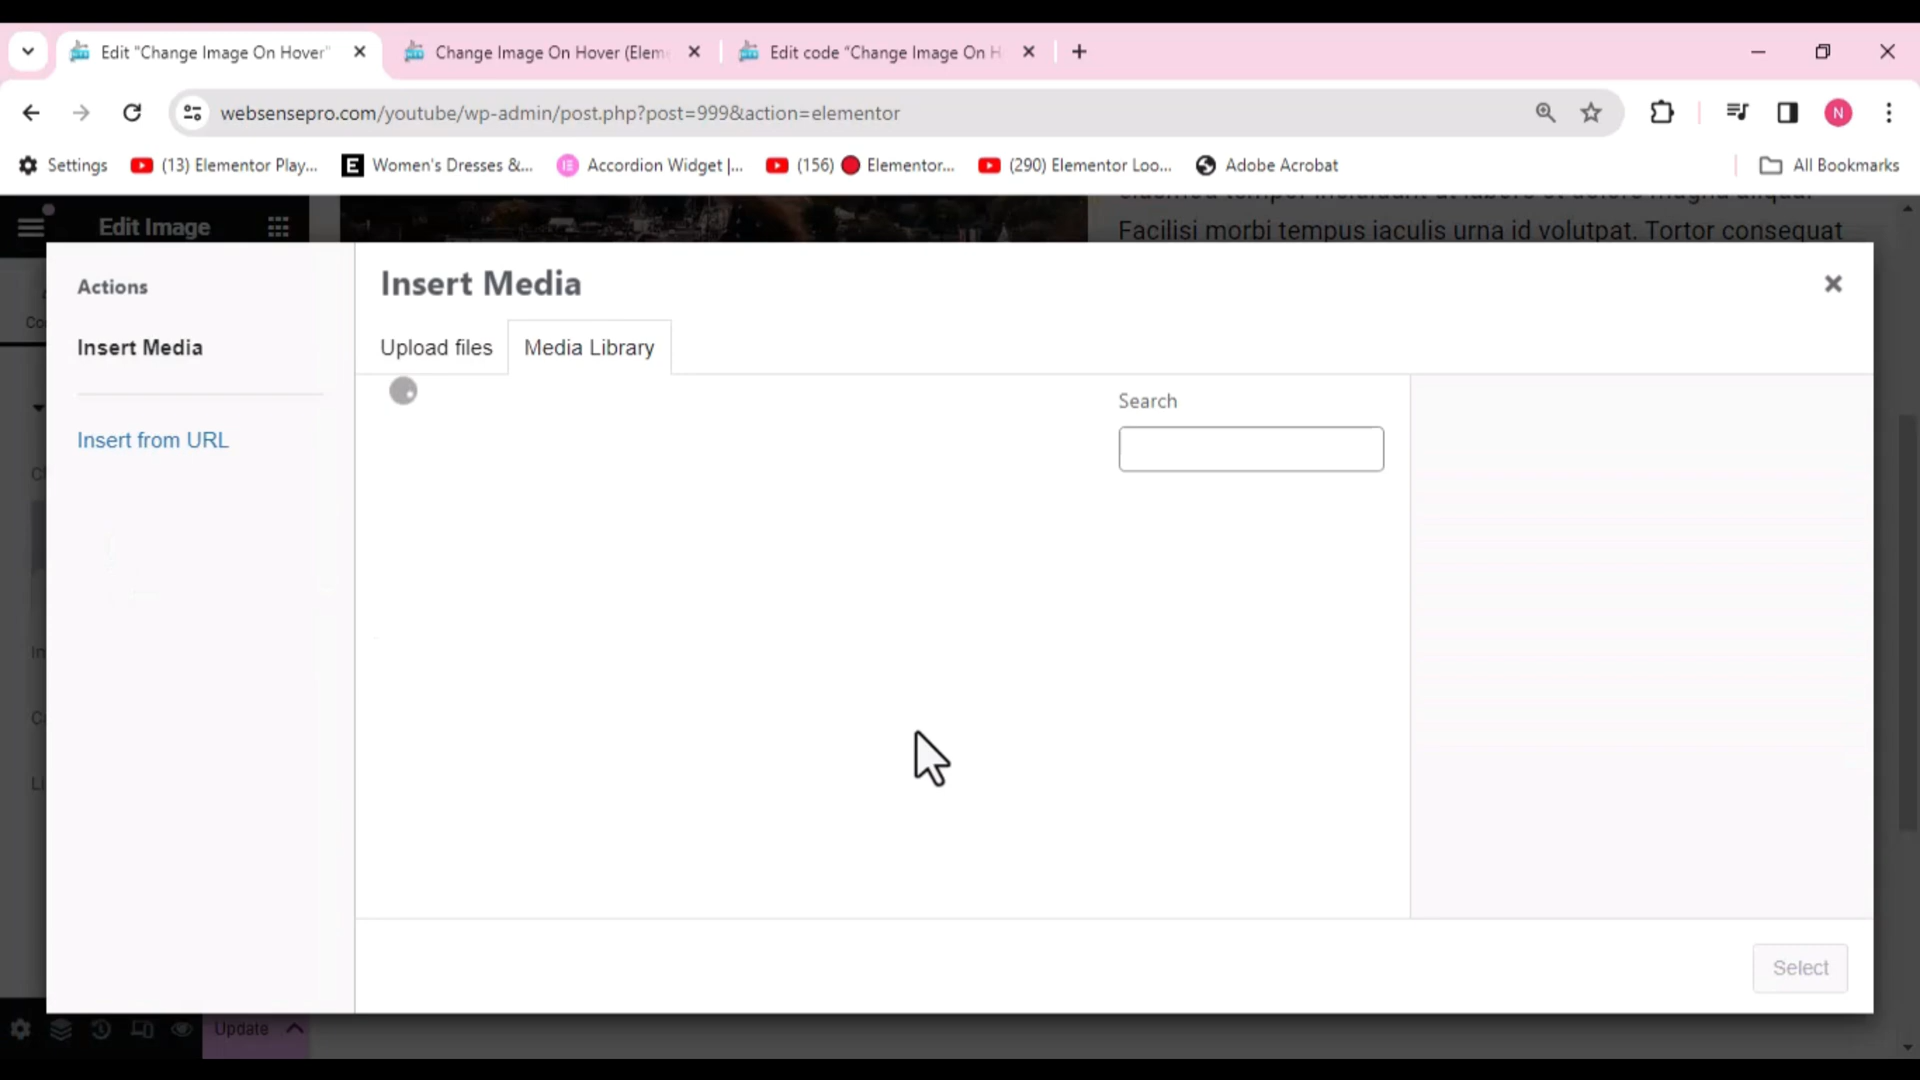 Edit "Change Image On Hover"
Change Image On Hover (Elem
Edit code "Change Image On H
websensepro.com/youtube/wp-admin/post.php?post=999&action=elementor
N
Settings
(13) Elementor Play...
E
Women's Dresses &...
Accordion Widget |...
(156)
Elementor...
(290) Elementor Loo...
Adobe Acrobat
All Bookmarks
Edit Image
Facilisi morbi tempus iaculis urna id volutpat. Tortor consequat
Actions
Insert Media
Insert from URL
Insert Media
Upload files
Media Library
Search
Select
Update